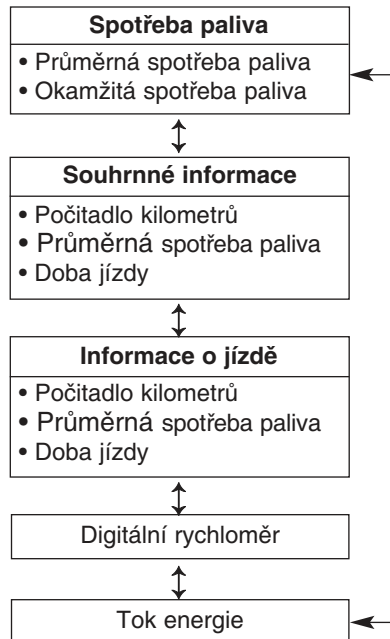 Spotřeba paliva
• Průměrná spotřeba paliva
• Okamžitá spotřeba paliva
Souhrnné informace
• Počitadlo kilometrů
• Průměrná spotřeba paliva
• Doba jízdy
Informace o jízdě
• Počitadlo kilometrů
• Průměrná spotřeba paliva
• Doba jízdy
Digitální rychloměr
Tok energie